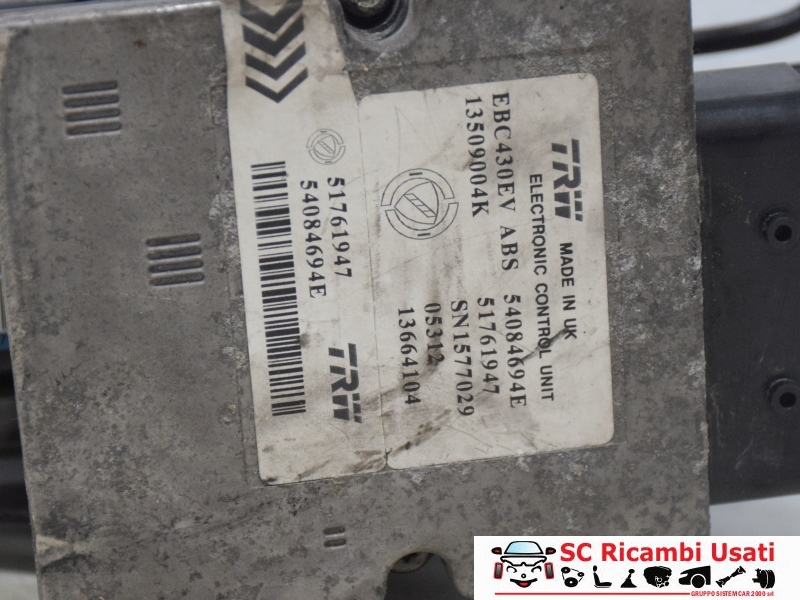 TRW MADE IN UK
ELECTRONIC CONTROL UNIT
EBC430EV ABS 54084694E
13509004K 51761947
SN1577029
05312
13664104
51761947 TRW
54084694E
SC Ricambi Usati
GRUPPO SISTEMCAR 2000 srl